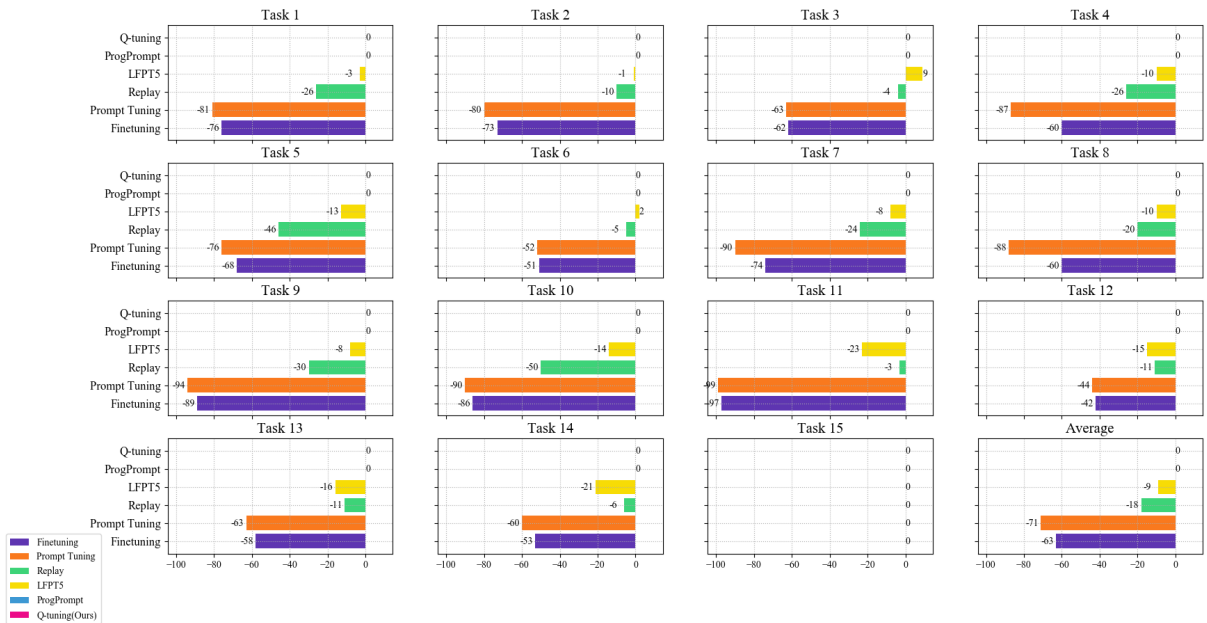 Task 1
Task 2
Task 3
Task 4
Q-tuning 0 0 0 0
ProgPrompt 0 0 0 0
LFPT5 -3 -1 9 -10
Replay -26 -10 -4 -26
Prompt Tuning -81 -80 -63 -87
Finetuning -76 -73 -62 -60
Task 5
Task 6
Task 7
Task 8
Q-tuning 0 0 0 0
ProgPrompt 0 0 0 0
LFPT5 -13 2 -8 -10
Replay -46 -5 -24 -20
Prompt Tuning -76 -52 -90 -88
Finetuning -68 -51 -74 -60
Task 9
Task 10
Task 11
Task 12
Q-tuning 0 0 0 0
ProgPrompt 0 0 0 0
LFPT5 -8 -14 -23 -15
Replay -30 -50 -3 -11
Prompt Tuning -94 -90 -99 -44
Finetuning -89 -86 -97 -42
Task 13
Task 14
Task 15
Average
Q-tuning 0 0 0 0
ProgPrompt 0 0 0 0
LFPT5 -16 -21 0 -9
Replay -11 -6 0 -18
Prompt Tuning -63 -60 0 -71
Finetuning -58 -53 0 -63
−100 −80 −60 −40 −20 0
−100 −80 −60 −40 −20 0
−100 −80 −60 −40 −20 0
−100 −80 −60 −40 −20 0
Finetuning
Prompt Tuning
Replay
LFPT5
ProgPrompt
Q-tuning(Ours)